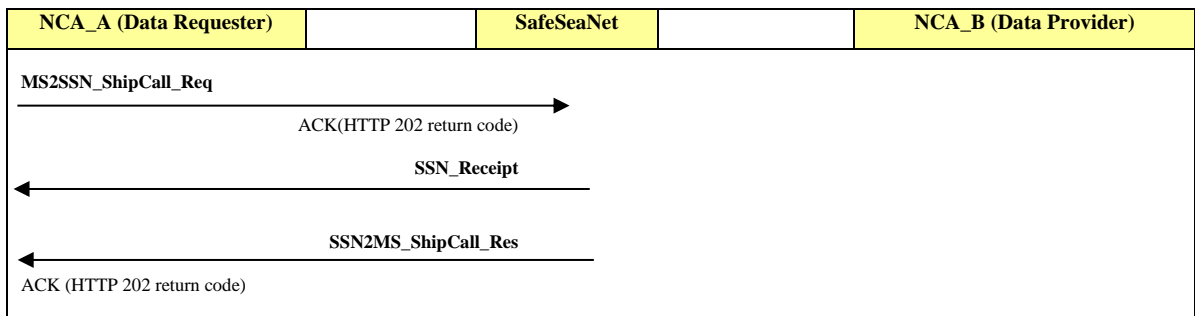 NCA_A (Data Requester) SafeSeaNet NCA_B (Data Provider)
MS2SSN_ShipCall_Req
ACK(HTTP 202 return code)
SSN_Receipt
SSN2MS_ShipCall_Res
ACK (HTTP 202 return code)